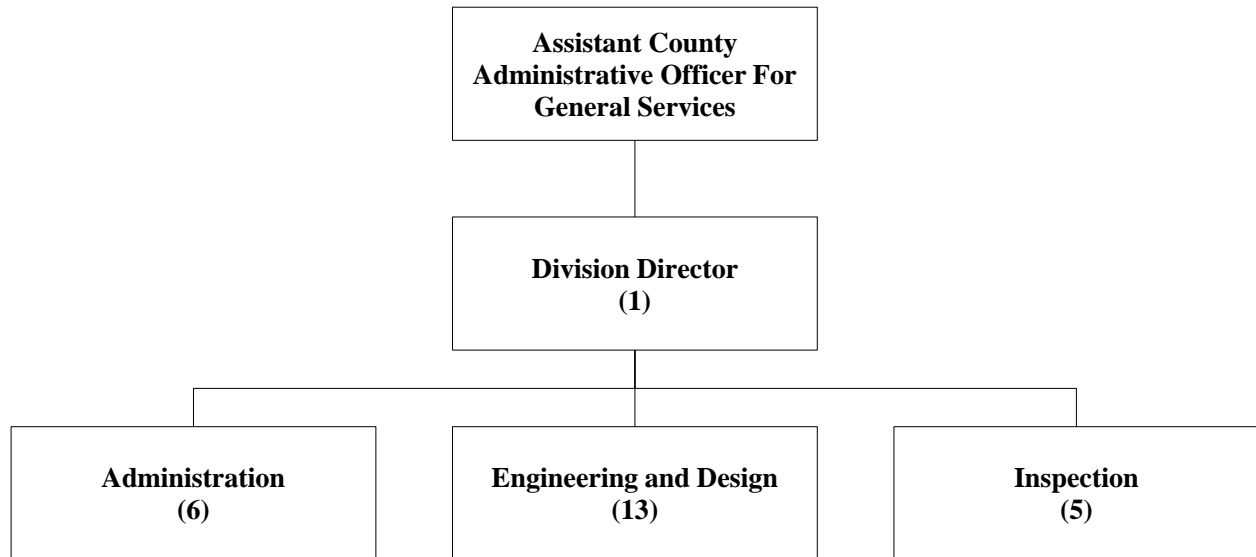 Assistant County
Administrative Officer For
General Services
Division Director
(1)
Administration
(6)
Engineering and Design
(13)
Inspection
(5)